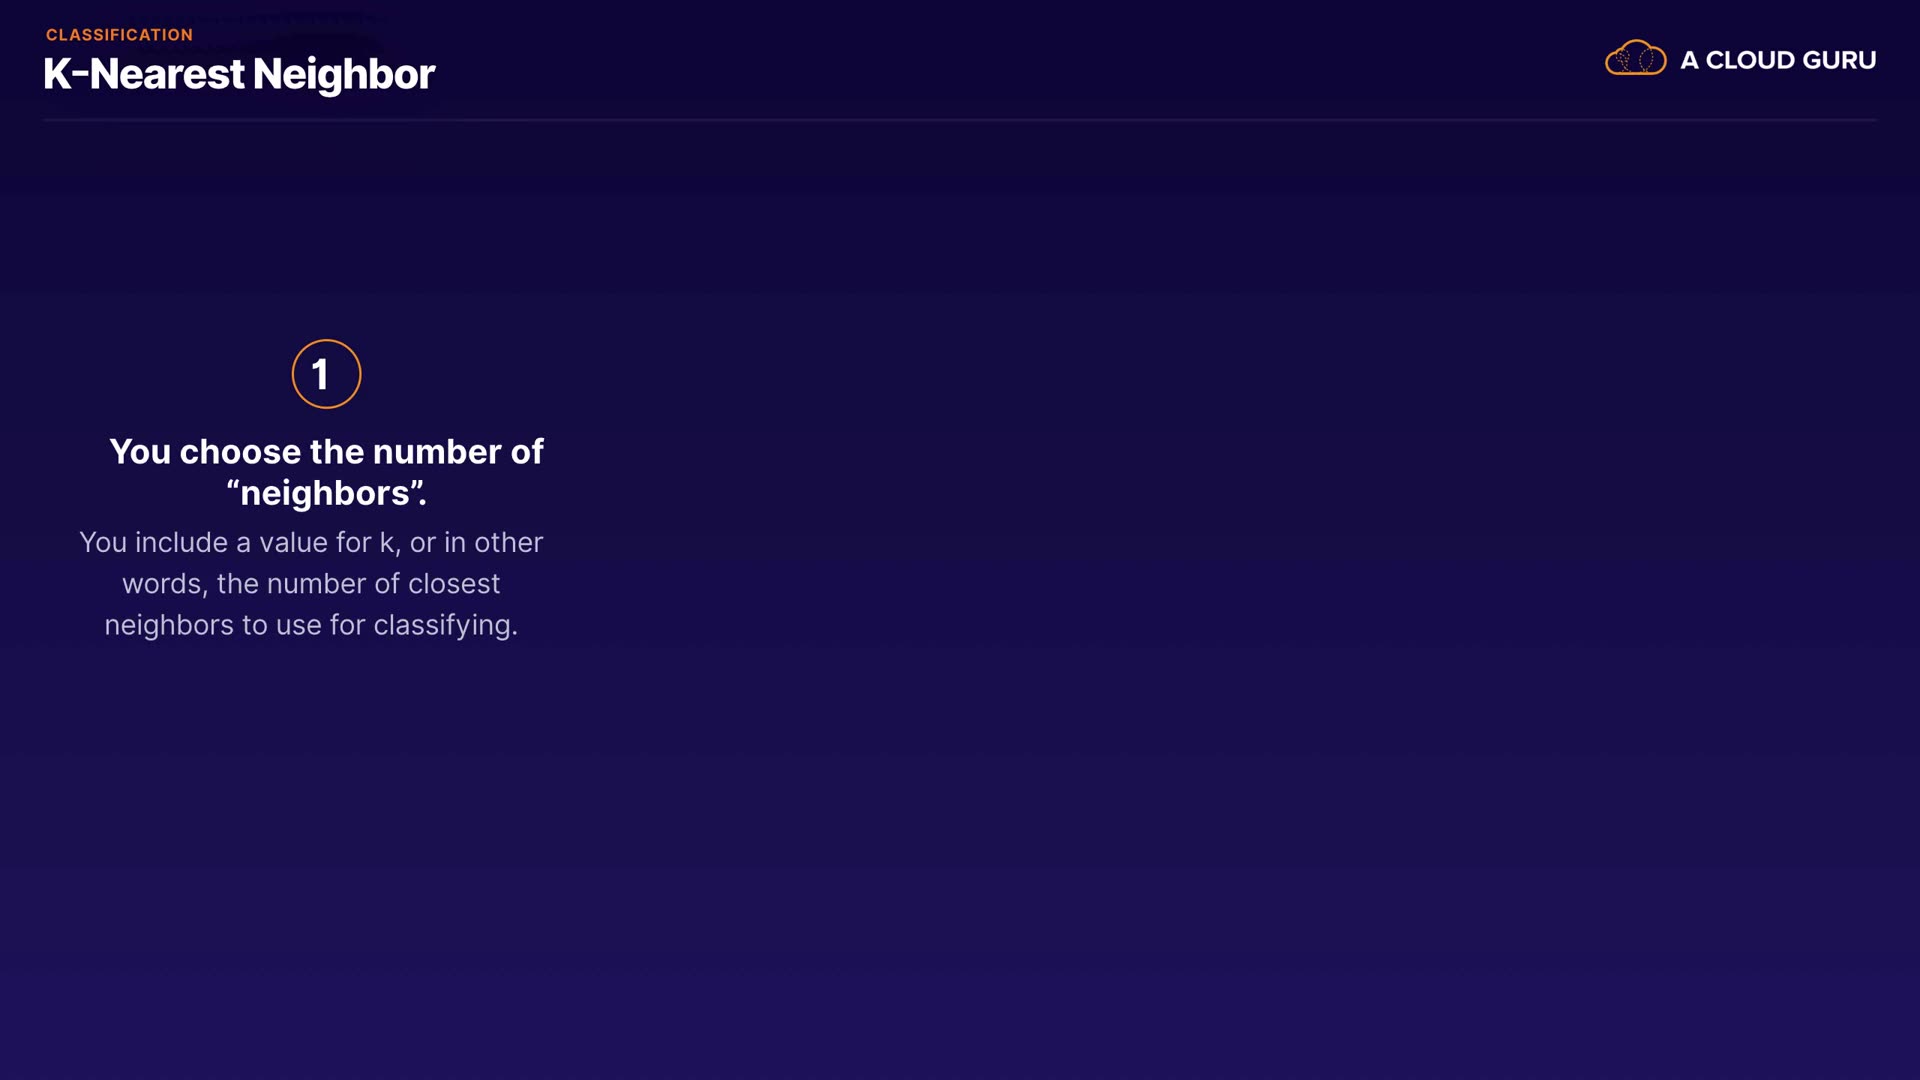 CLASSIFICATION
K-Nearest Neighbor
A CLOUD GURU
1
You choose the number of
“neighbors”.
You include a value for k, or in other
words, the number of closest
neighbors to use for classifying.